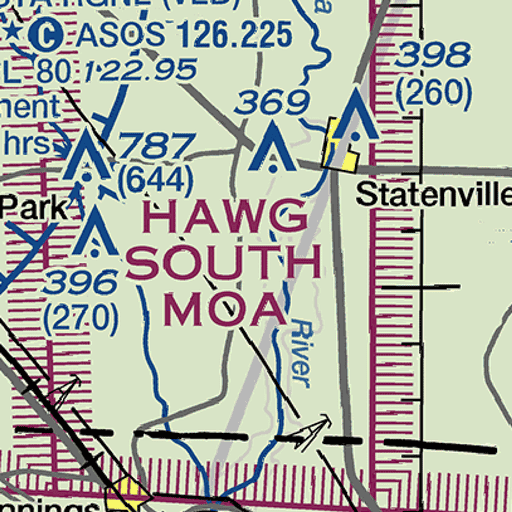 C ASOS 126.225
L 80 122.95
hrs
398
(260)
369
787
(644)
Statenville
Park
HAWG
SOUTH
MOA
396
(270)
River